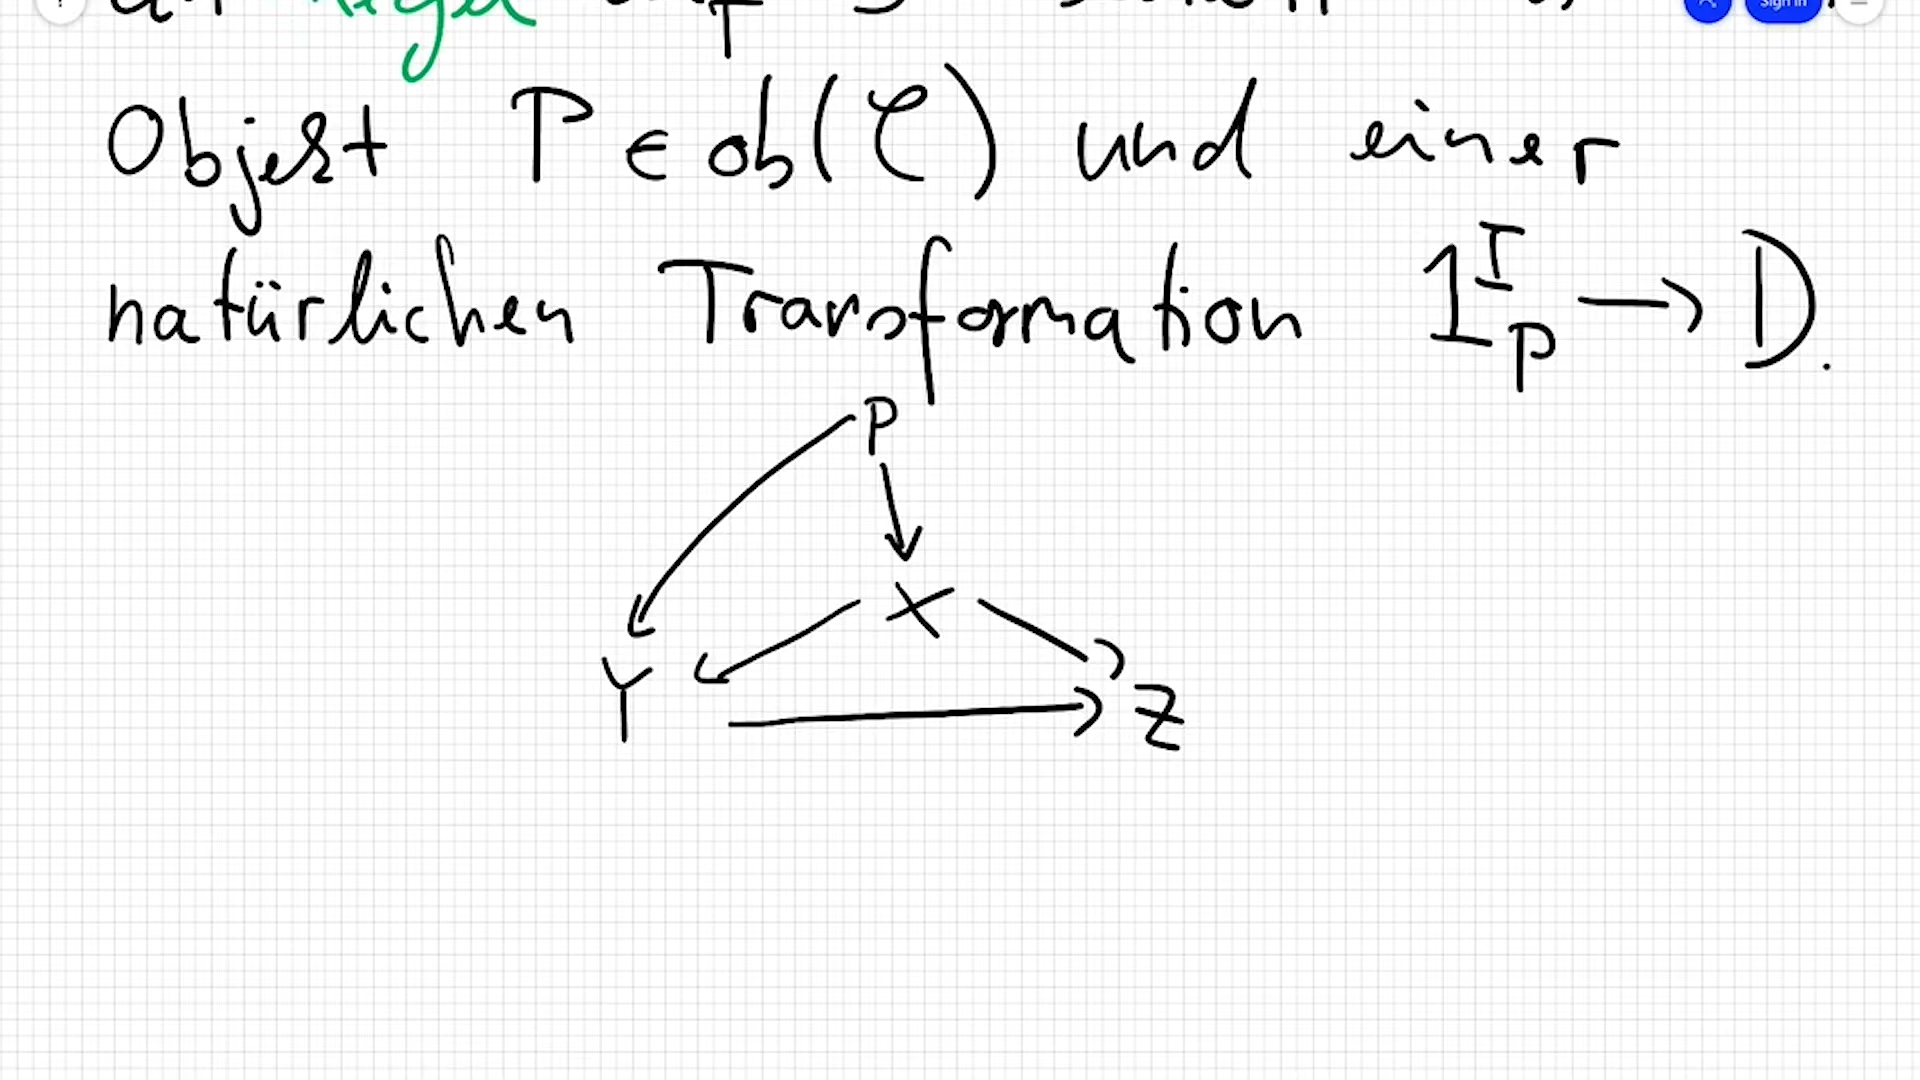 Objekt P ∈ ob(C) und einer
natürlichen Transformation 1_P^I → D.
P
X
Y
Z